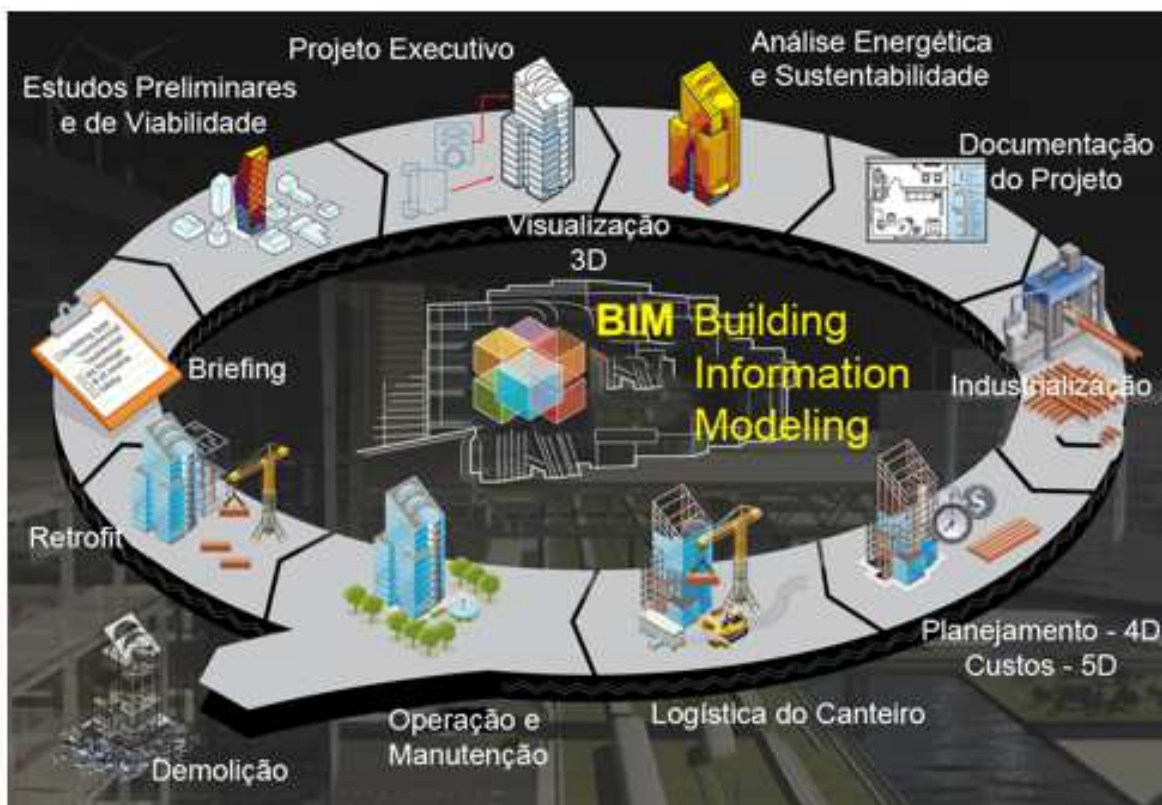 Projeto Executivo
Análise Energética
e Sustentabilidade
Estudos Preliminares
e de Viabilidade
Documentação
do Projeto
Visualização
3D
BIM Building
Information
Modeling
Briefing
Industrialização
Retrofit
Planejamento - 4D
Custos - 5D
Logística do Canteiro
Operação e
Manutenção
Demolição
$